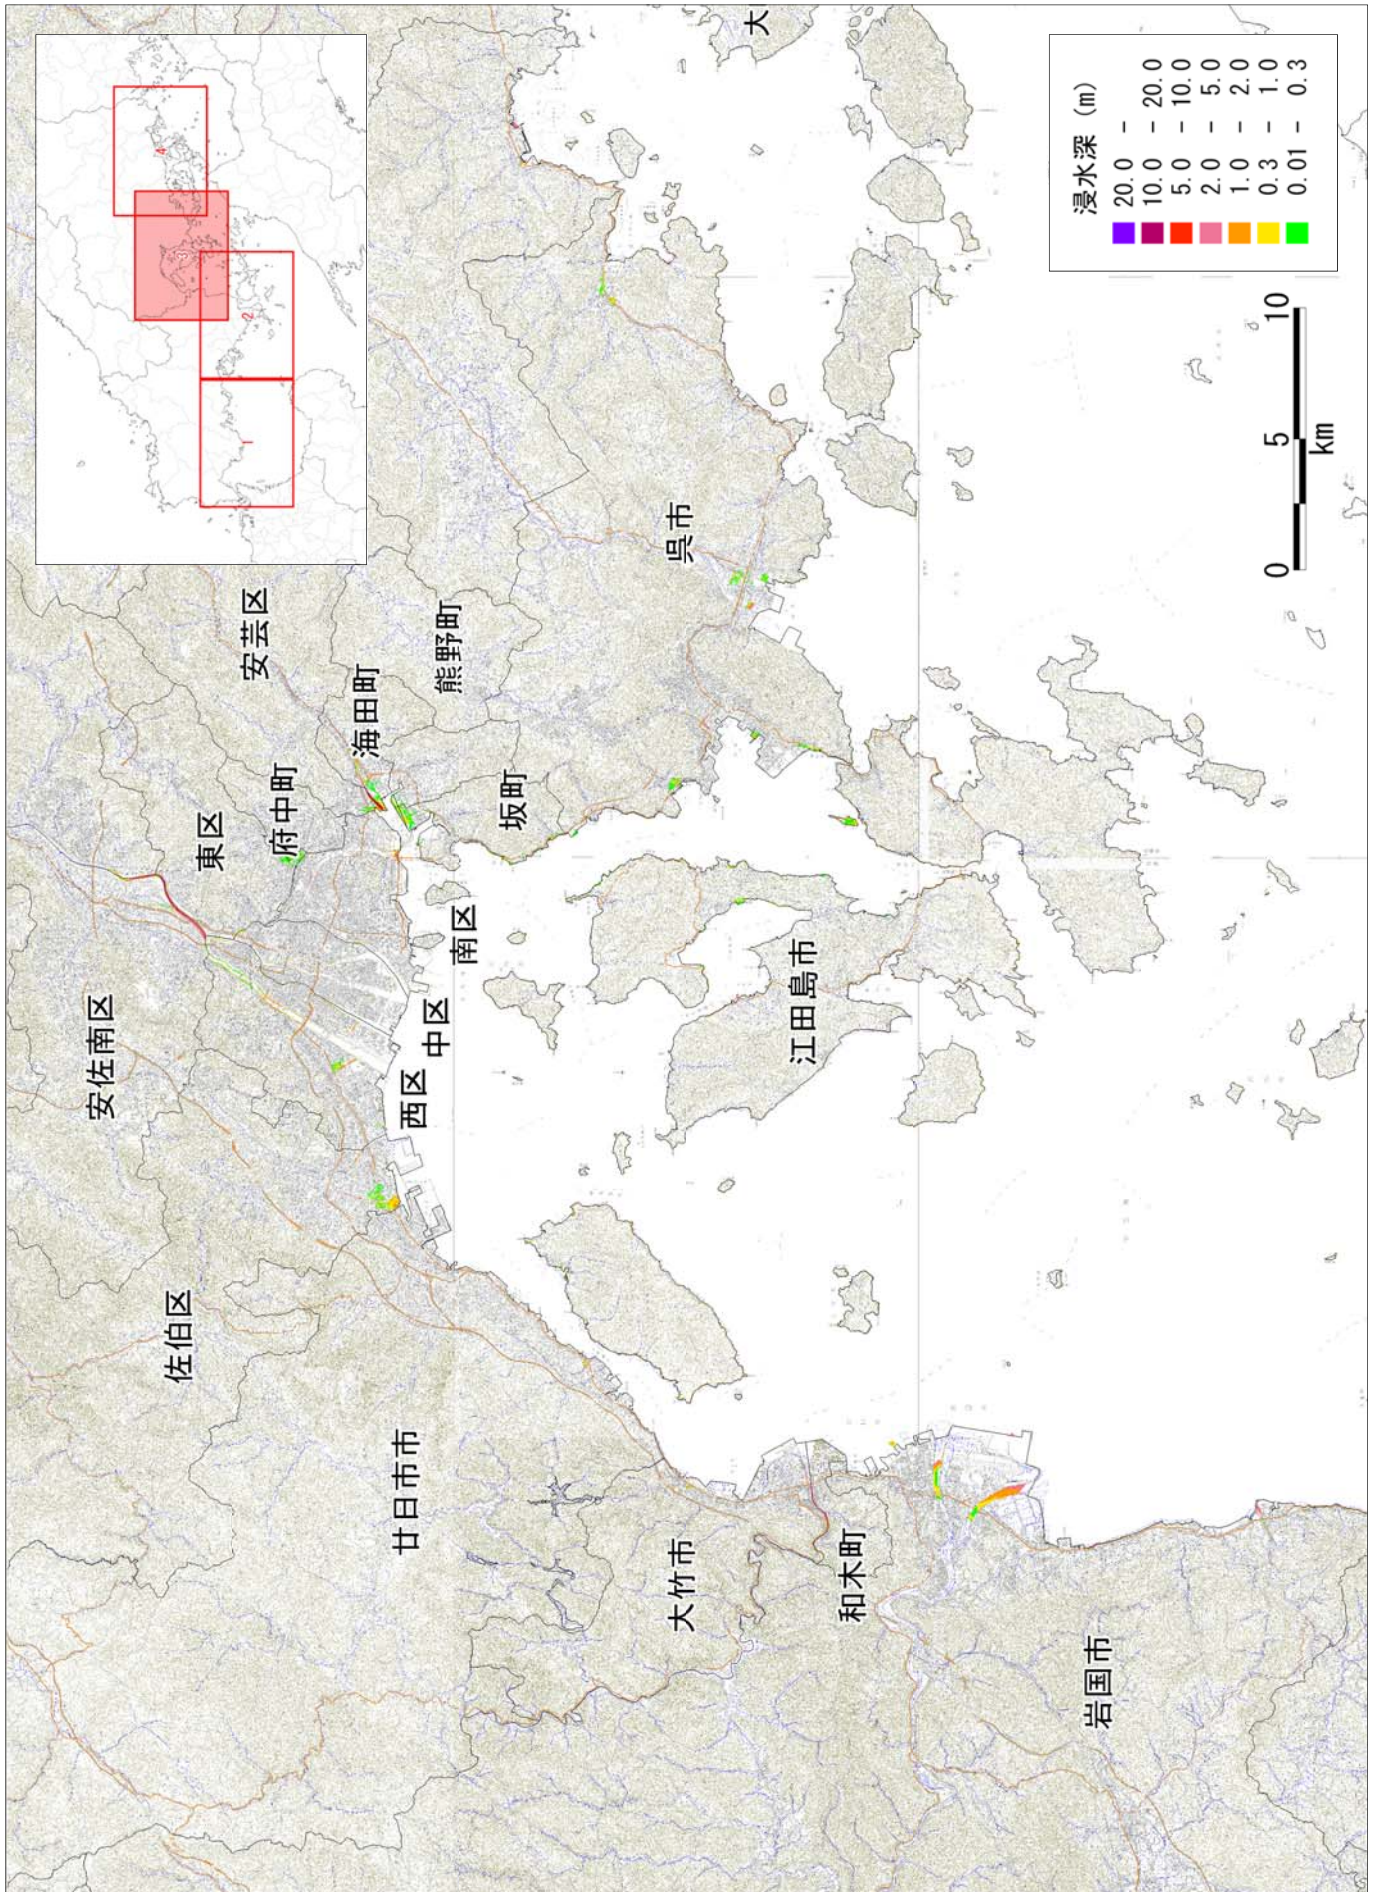 4
3
2
1
大
安芸区
海田町
熊野町
府中町
東区
坂町
呉市
安佐南区
南区
中区
西区
江田島市
佐伯区
廿日市市
大竹市
和木町
岩国市
浸水深 (m)
20.0 -
10.0 - 20.0
5.0 - 10.0
2.0 - 5.0
1.0 - 2.0
0.3 - 1.0
0.01 - 0.3
0 5 10
km